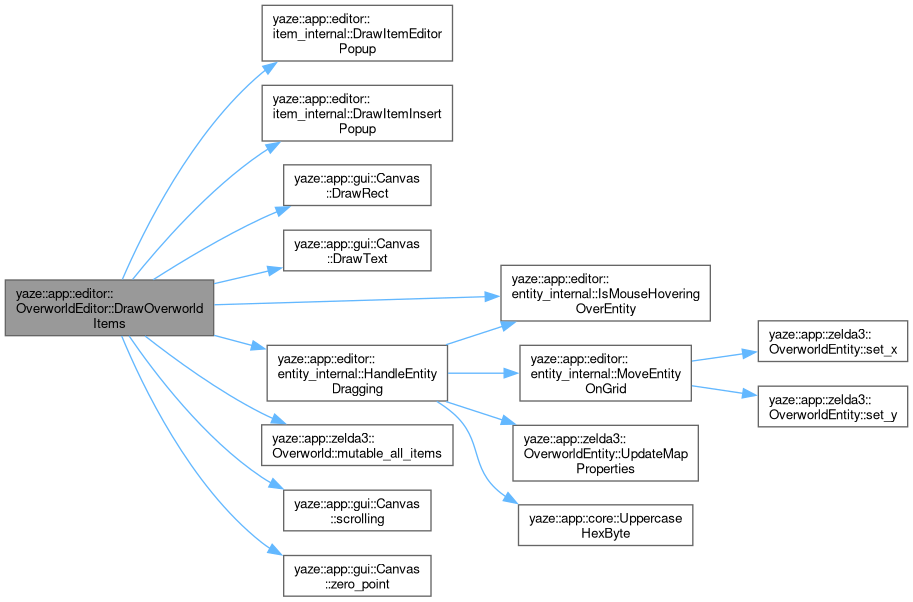 yaze::app::editor::
item_internal::DrawItemEditor
Popup
yaze::app::editor::
item_internal::DrawItemInsert
Popup
yaze::app::gui::Canvas
::DrawRect
yaze::app::gui::Canvas
::DrawText
yaze::app::editor::
OverworldEditor::DrawOverworld
Items
yaze::app::editor::
entity_internal::IsMouseHovering
OverEntity
yaze::app::editor::
entity_internal::HandleEntity
Dragging
yaze::app::editor::
entity_internal::MoveEntity
OnGrid
yaze::app::zelda3::
OverworldEntity::set_x
yaze::app::zelda3::
OverworldEntity::set_y
yaze::app::zelda3::
Overworld::mutable_all_items
yaze::app::zelda3::
OverworldEntity::UpdateMap
Properties
yaze::app::gui::Canvas
::scrolling
yaze::app::core::Uppercase
HexByte
yaze::app::gui::Canvas
::zero_point